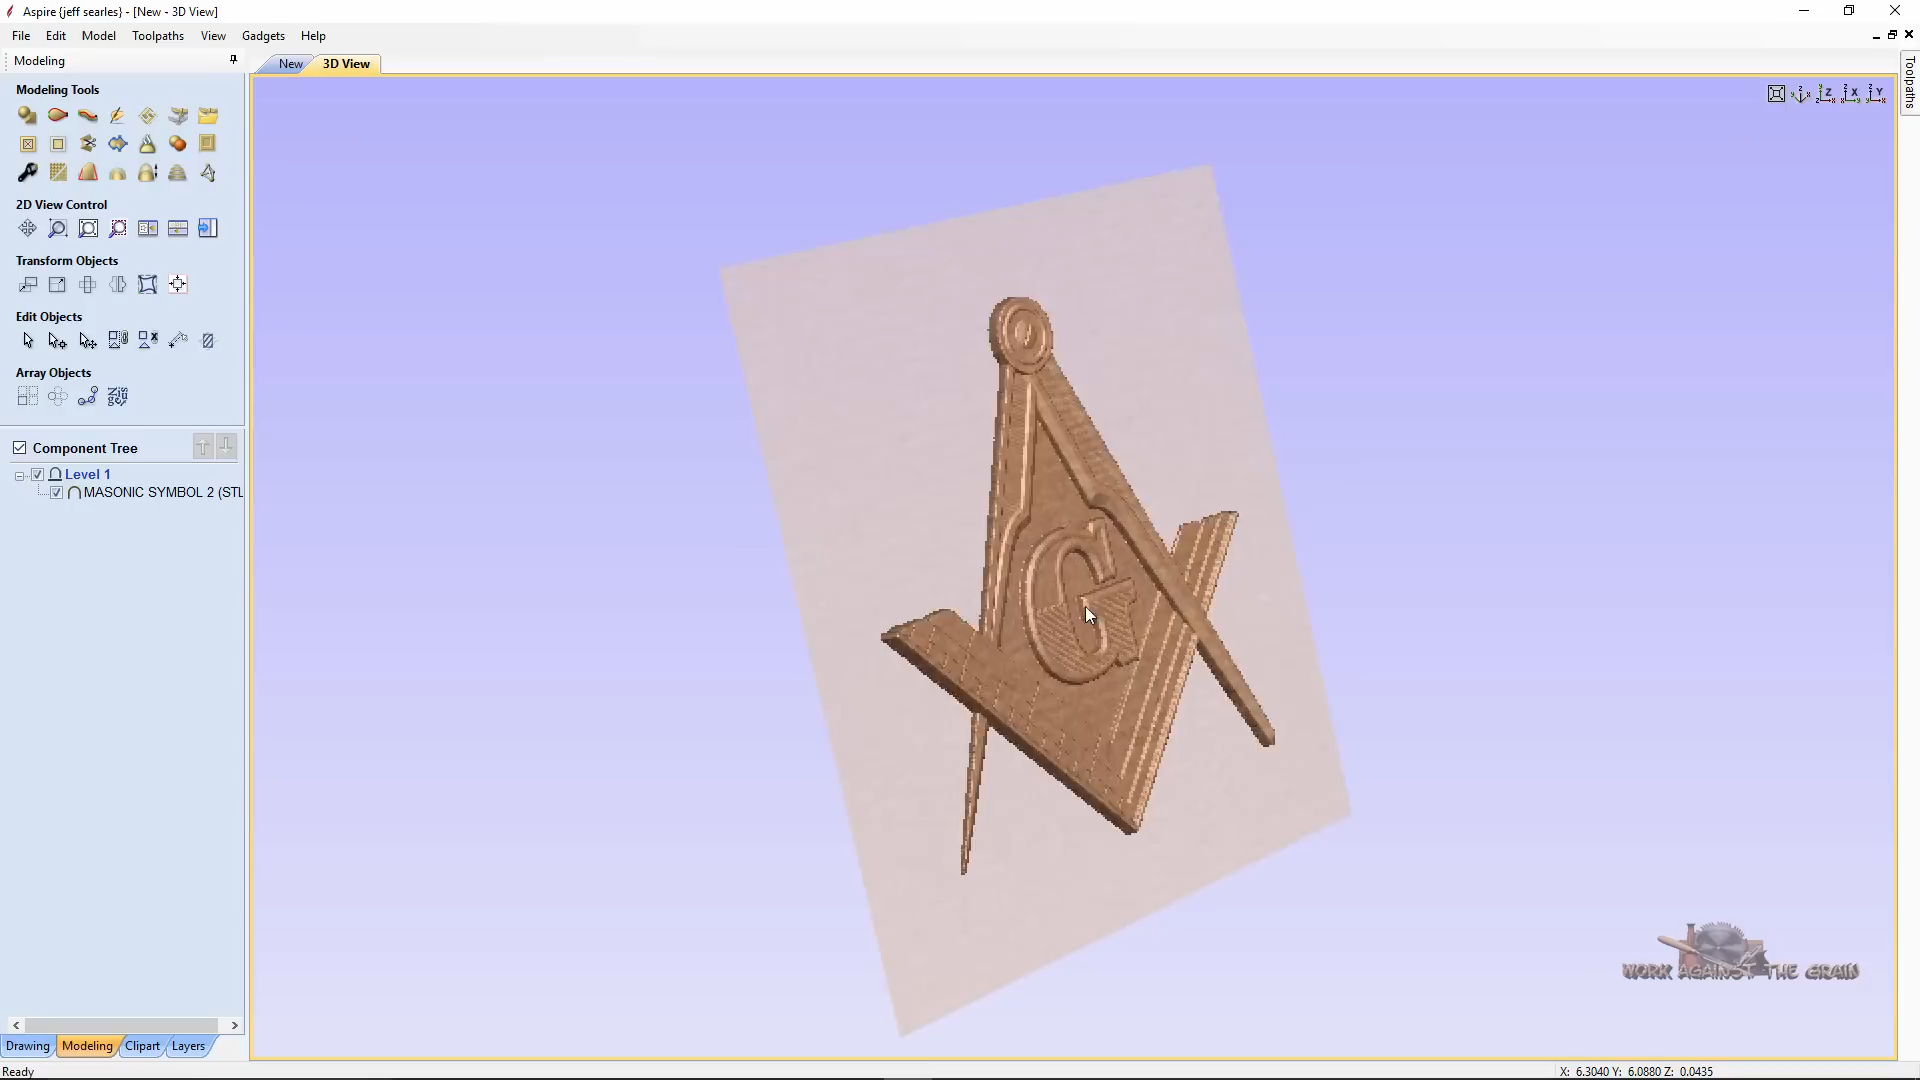 Aspire {jeff searles} - [New - 3D View]
File Edit Model Toolpaths View Gadgets Help
Modeling
New 3D View
Toolpaths
Modeling Tools
2D View Control
Transform Objects
Edit Objects
Array Objects
Component Tree
Level 1
MASONIC SYMBOL 2 (STL
G
WORK AGAINST THE GRAIN
Drawing Modeling Clipart Layers
Ready
X: 6.3040 Y: 6.0880 Z: 0.0435